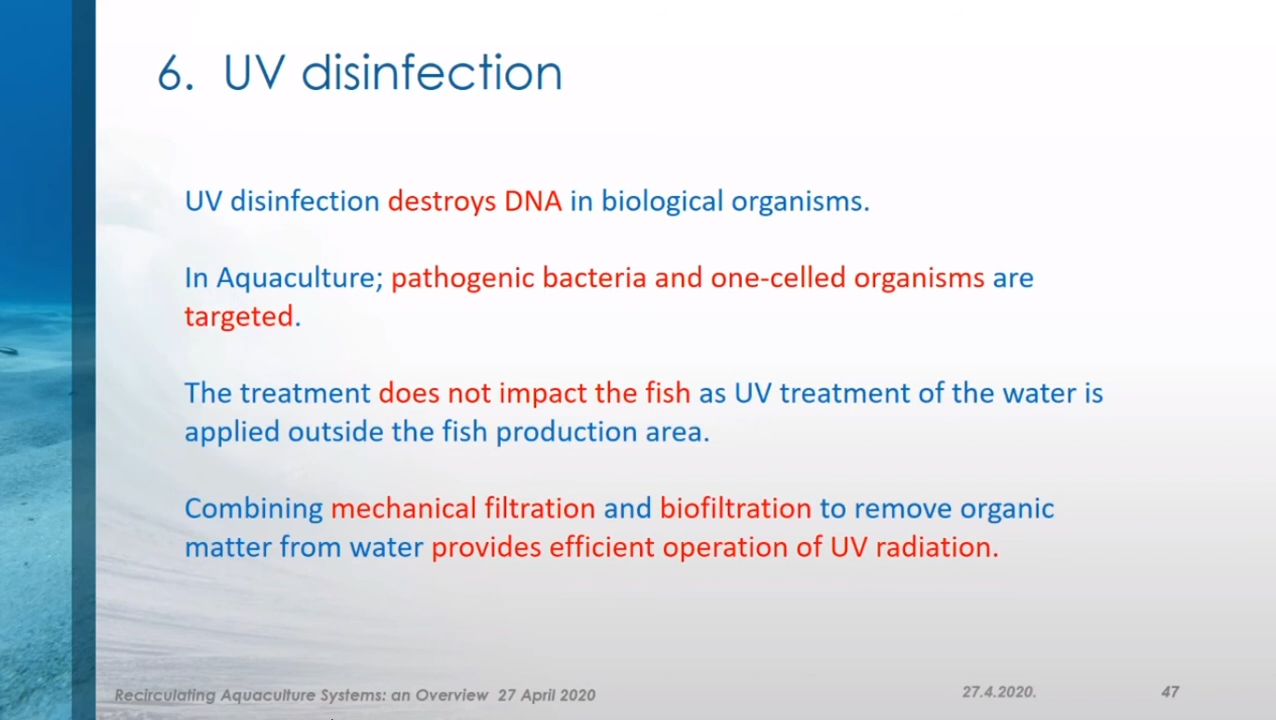 6. UV disinfection
UV disinfection destroys DNA in biological organisms.
In Aquaculture; pathogenic bacteria and one-celled organisms are
targeted.
The treatment does not impact the fish as UV treatment of the water is
applied outside the fish production area.
Combining mechanical filtration and biofiltration to remove organic
matter from water provides efficient operation of UV radiation.
Recirculating Aquaculture Systems: an Overview 27 April 2020
27.4.2020.
47